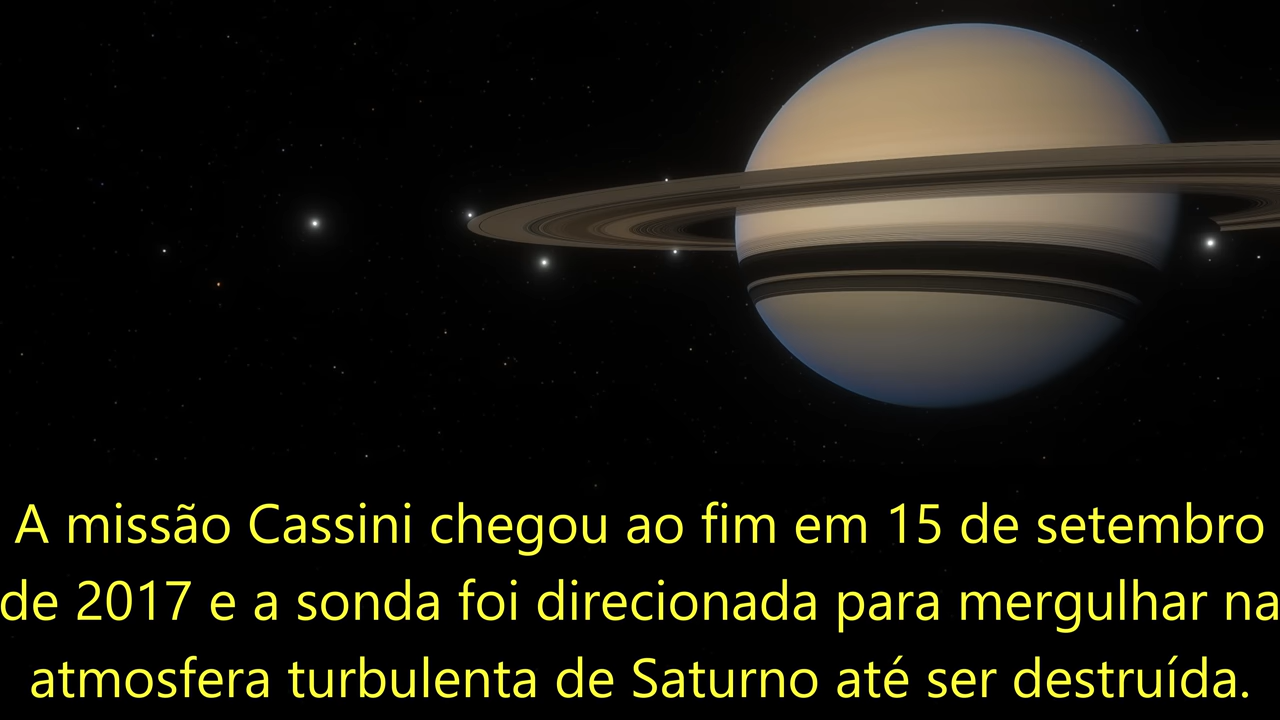 A missão Cassini chegou ao fim em 15 de setembro
de 2017 e a sonda foi direcionada para mergulhar na
atmosfera turbulenta de Saturno até ser destruída.